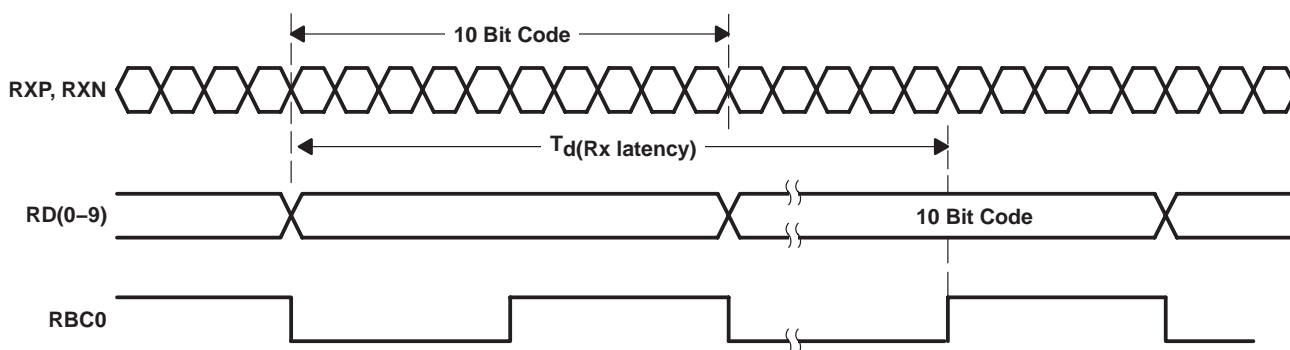 10 Bit Code
RXP, RXN
Td(Rx latency)
RD(0–9)
10 Bit Code
RBC0